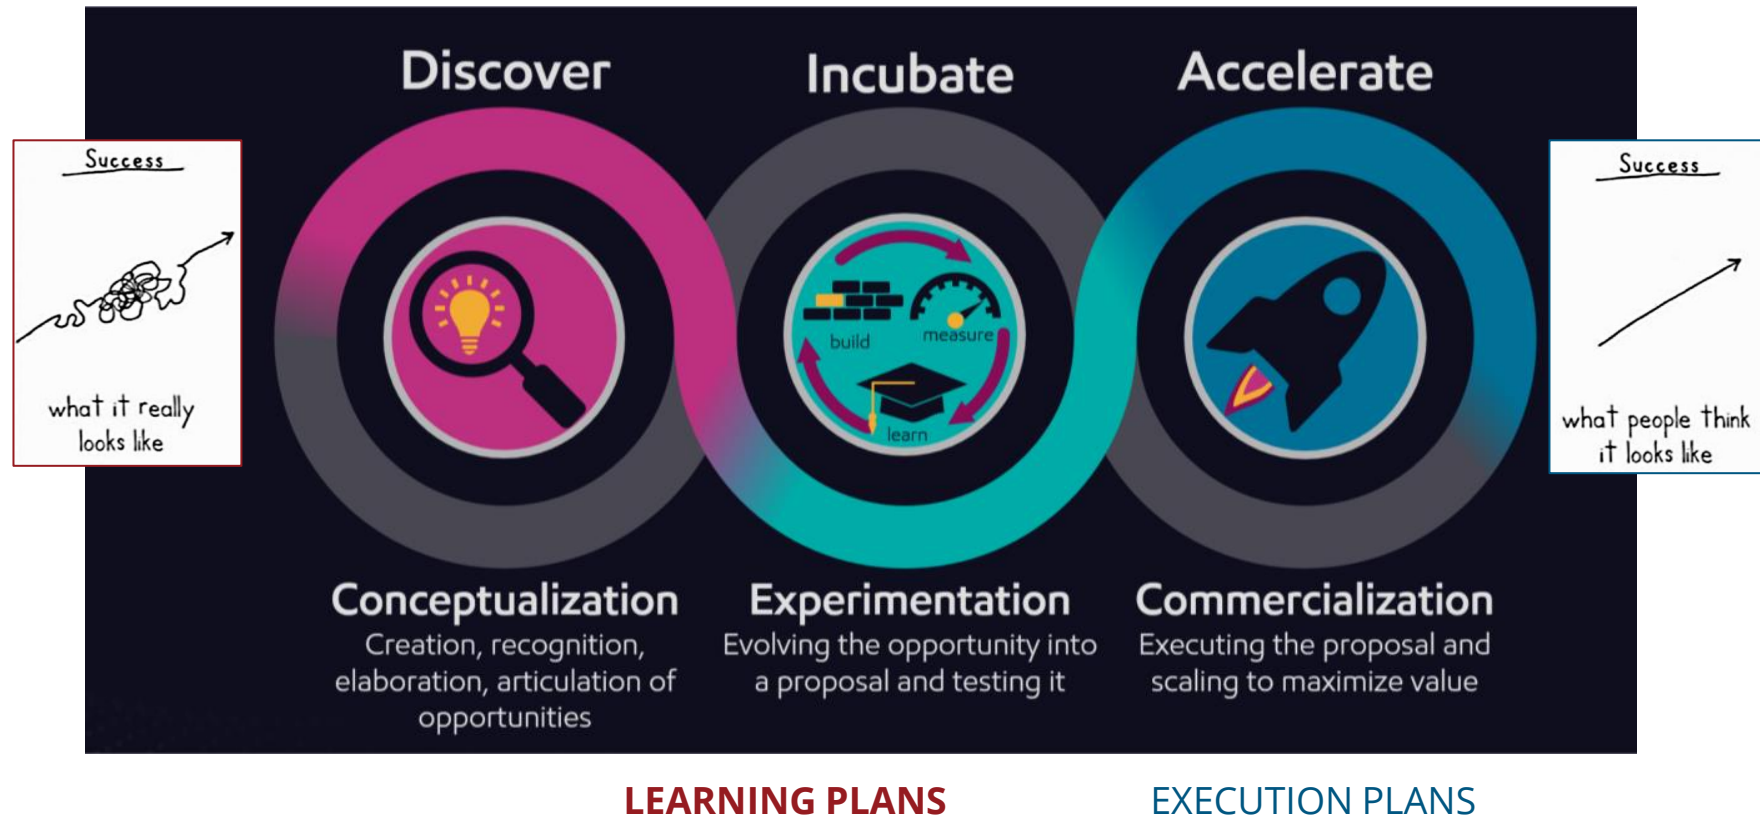 Discover
Incubate
Accelerate
Success
what it really
looks like
build
measure
learn
Success
what people think
it looks like
Conceptualization
Creation, recognition,
elaboration, articulation of
opportunities
Experimentation
Evolving the opportunity into
a proposal and testing it
Commercialization
Executing the proposal and
scaling to maximize value
LEARNING PLANS
EXECUTION PLANS